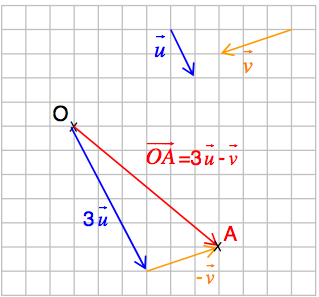 u⃗
v⃗
O
OA⃗ =3u⃗ - v⃗
A
3u⃗
-v⃗